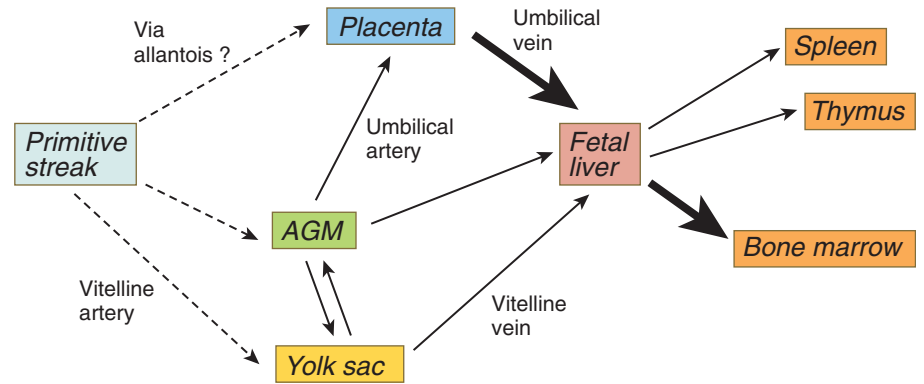 Via
allantois ?
Placenta
Umbilical
vein
Spleen
Thymus
Primitive
streak
Umbilical
artery
Fetal
liver
AGM
Bone marrow
Vitelline
artery
Vitelline
vein
Yolk sac